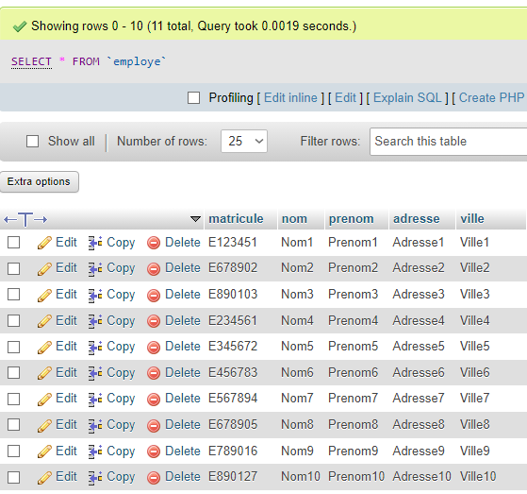 Showing rows 0 - 10 (11 total, Query took 0.0019 seconds.)
SELECT * FROM `employe`
Profiling [ Edit inline ] [ Edit ] [ Explain SQL ] [ Create PHP
Show all Number of rows: 25 Filter rows: Search this table
Extra options
←T→ matricule nom prenom adresse ville
Edit Copy Delete E123451 Nom1 Prenom1 Adresse1 Ville1
Edit Copy Delete E678902 Nom2 Prenom2 Adresse2 Ville2
Edit Copy Delete E890103 Nom3 Prenom3 Adresse3 Ville3
Edit Copy Delete E234561 Nom4 Prenom4 Adresse4 Ville4
Edit Copy Delete E345672 Nom5 Prenom5 Adresse5 Ville5
Edit Copy Delete E456783 Nom6 Prenom6 Adresse6 Ville6
Edit Copy Delete E567894 Nom7 Prenom7 Adresse7 Ville7
Edit Copy Delete E678905 Nom8 Prenom8 Adresse8 Ville8
Edit Copy Delete E789016 Nom9 Prenom9 Adresse9 Ville9
Edit Copy Delete E890127 Nom10 Prenom10 Adresse10 Ville10